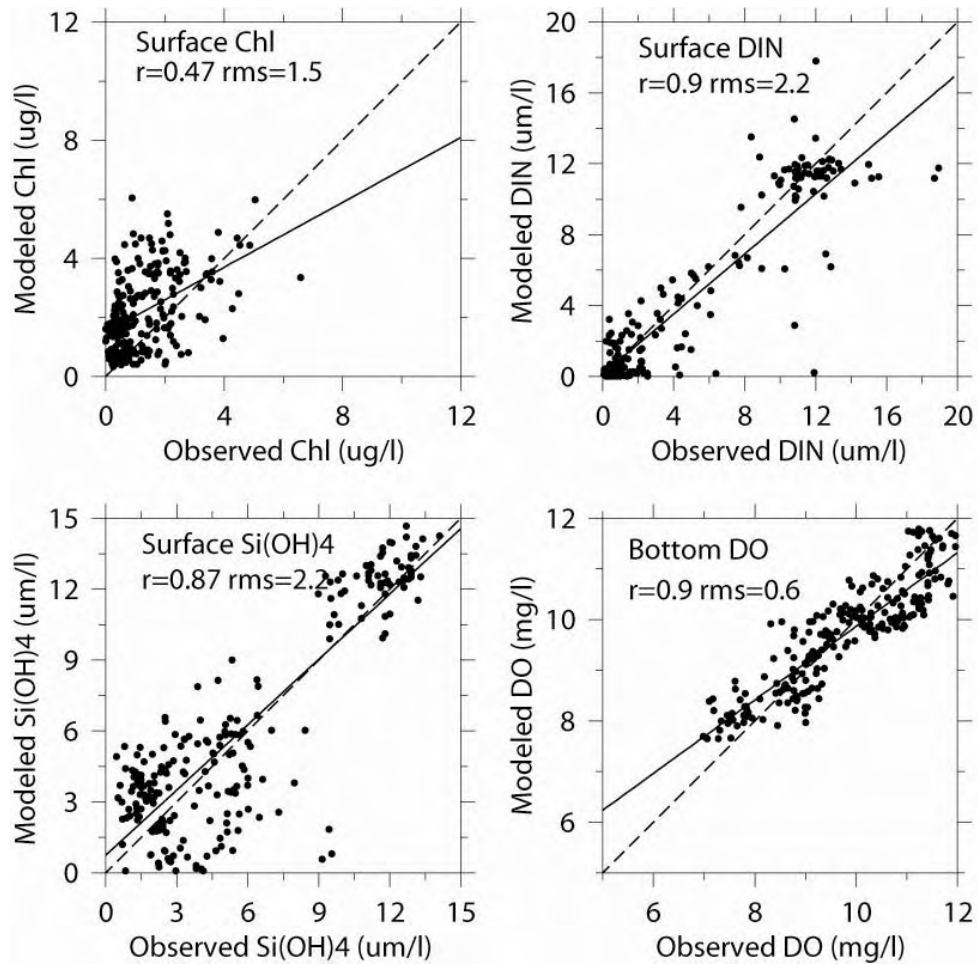 12
8
4
0
Modeled Chl (ug/l)
Surface Chl
r=0.47 rms=1.5
0 4 8 12
Observed Chl (ug/l)
20
16
12
8
4
0
Modeled DIN (um/l)
Surface DIN
r=0.9 rms=2.2
0 4 8 12 16 20
Observed DIN (um/l)
15
12
9
6
3
0
Modeled Si(OH)4 (um/l)
Surface Si(OH)4
r=0.87 rms=2.2
0 3 6 9 12 15
Observed Si(OH)4 (um/l)
12
10
8
6
Modeled DO (mg/l)
Bottom DO
r=0.9 rms=0.6
6 8 10 12
Observed DO (mg/l)